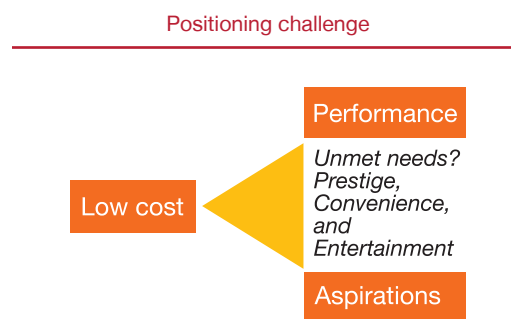 Positioning challenge
Performance
Unmet needs?
Prestige,
Convenience,
and
Entertainment
Low cost
Aspirations